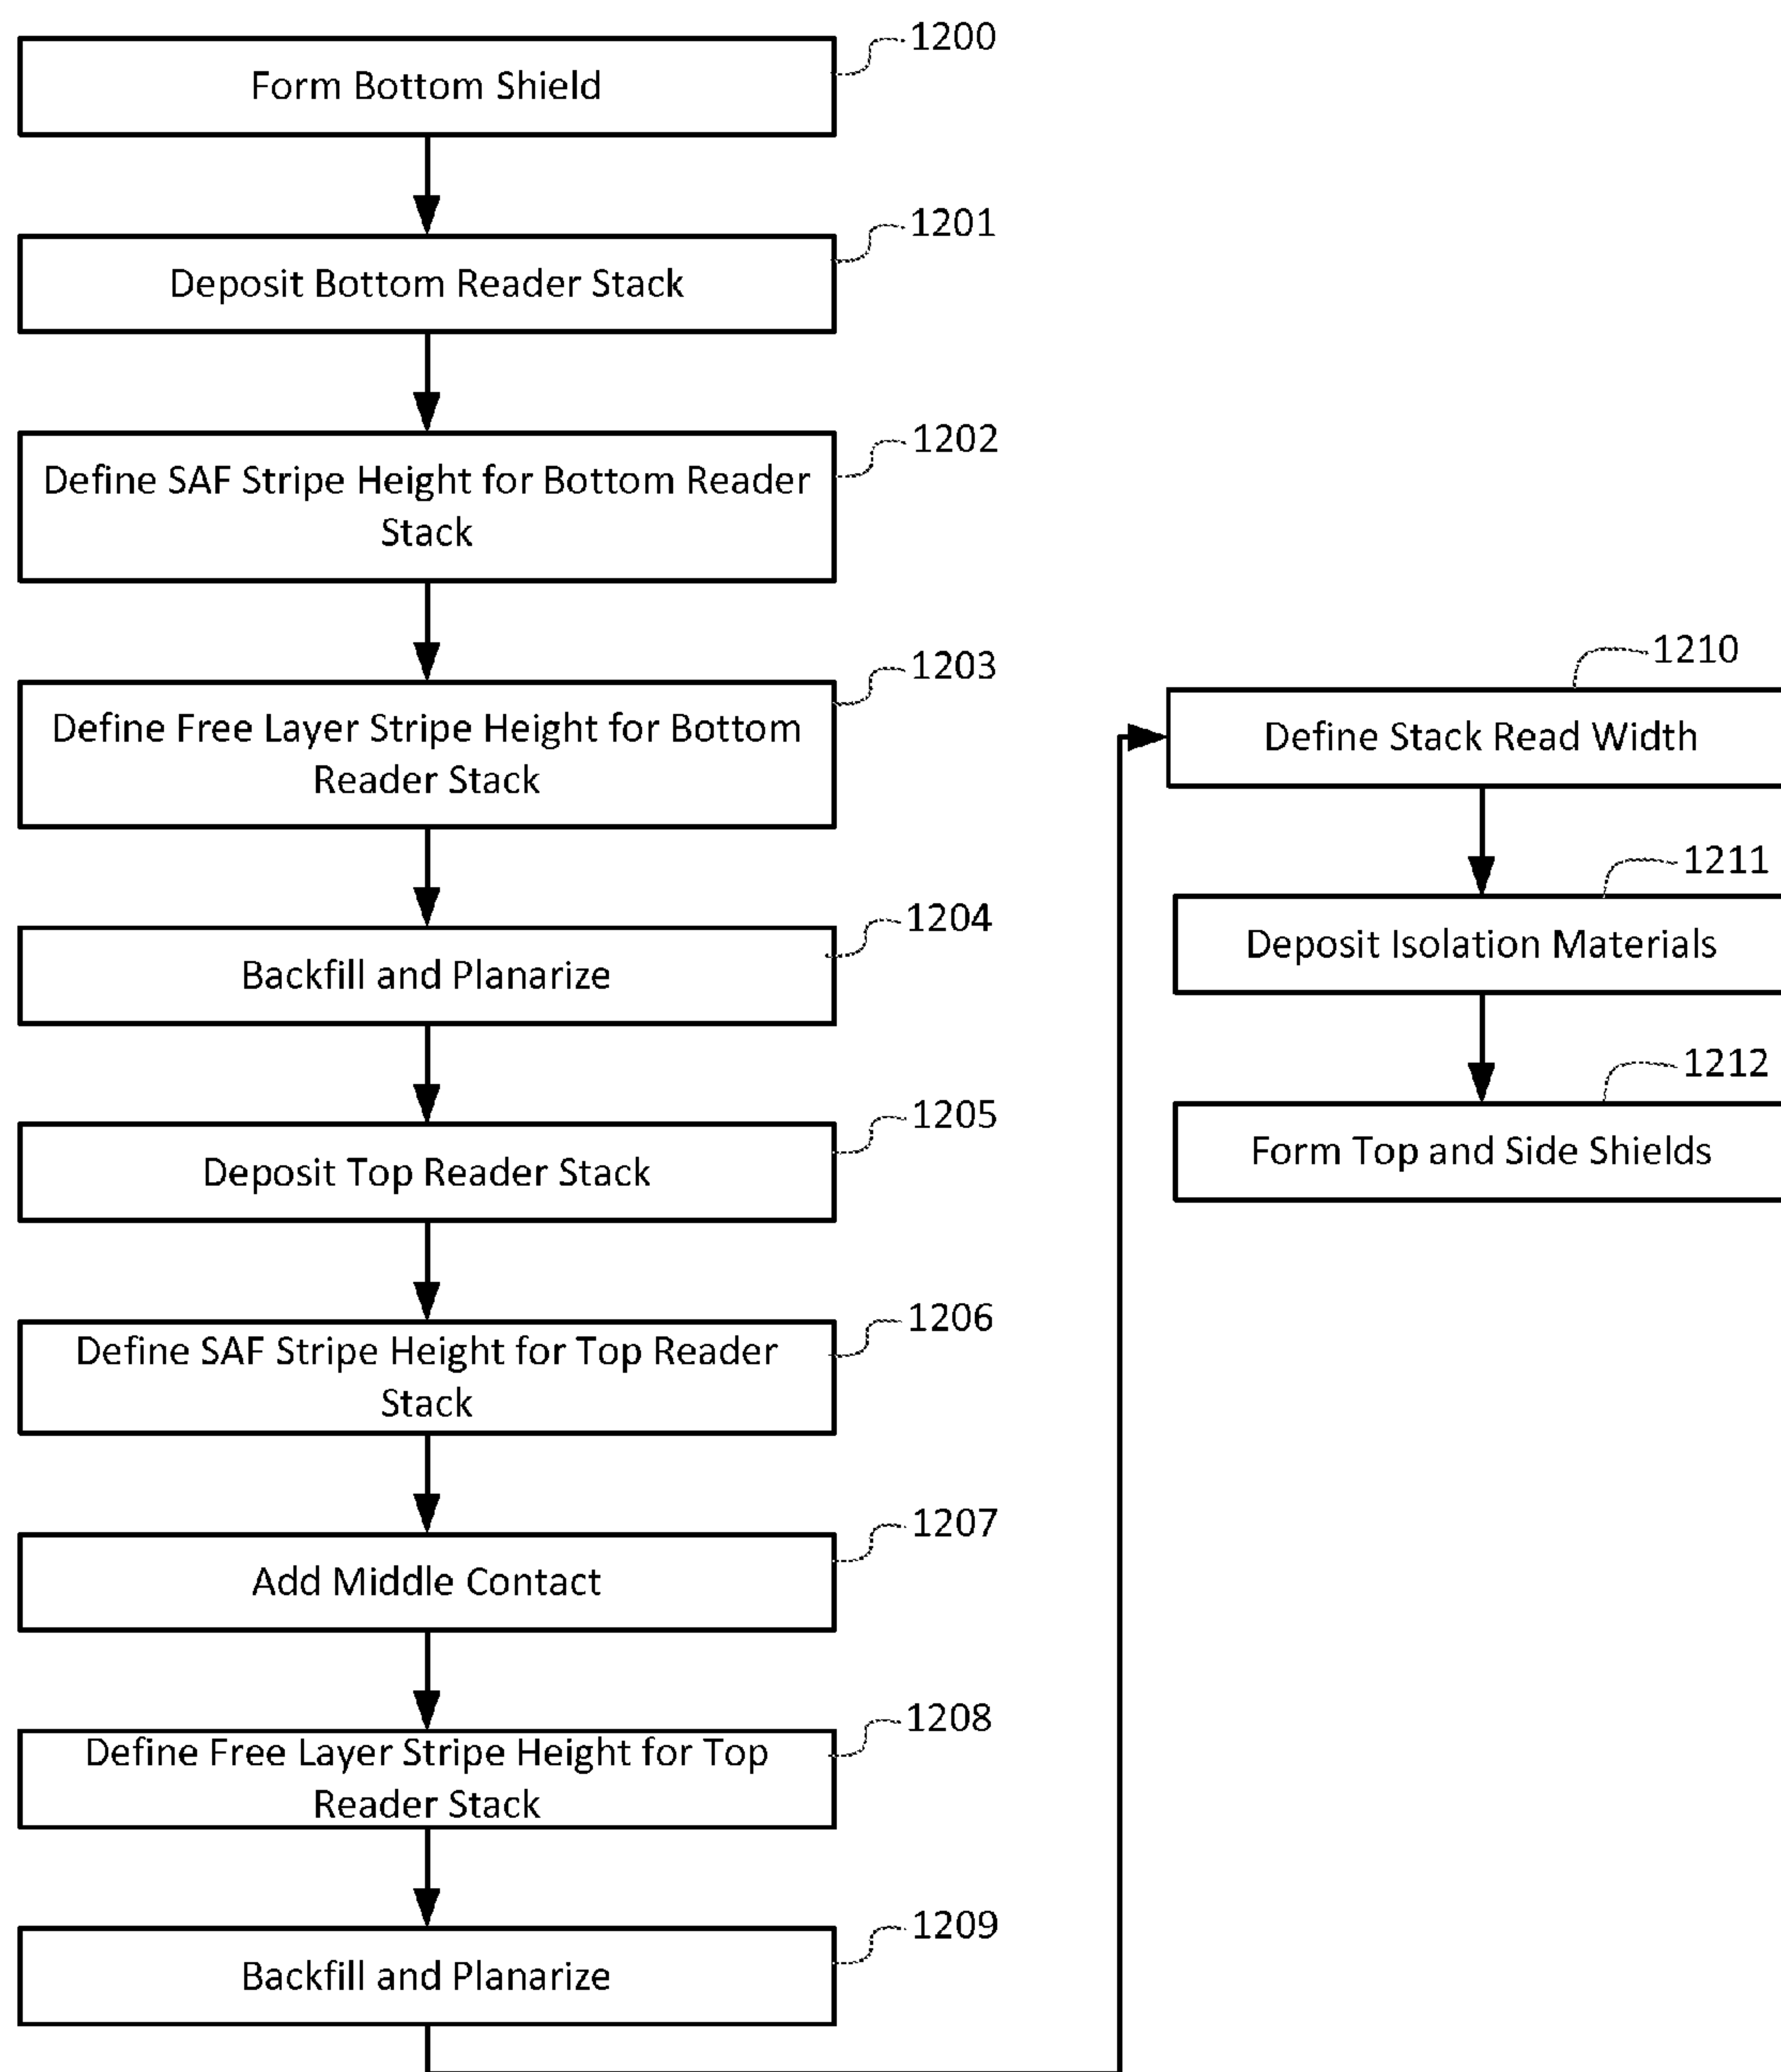 1200
Form Bottom Shield
1201
Deposit Bottom Reader Stack
1202
Define SAF Stripe Height for Bottom Reader
Stack
1203
Define Free Layer Stripe Height for Bottom
Reader Stack
1204
Backfill and Planarize
1205
Deposit Top Reader Stack
1206
Define SAF Stripe Height for Top Reader
Stack
1207
Add Middle Contact
1208
Define Free Layer Stripe Height for Top
Reader Stack
1209
Backfill and Planarize
1210
Define Stack Read Width
1211
Deposit Isolation Materials
1212
Form Top and Side Shields